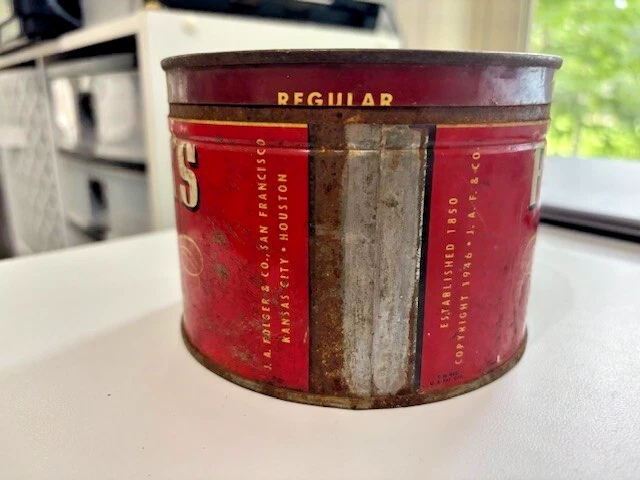 REGULAR
S
J. A. FOLGER & CO., SAN FRANCISCO
KANSAS CITY • HOUSTON
ESTABLISHED 1850
COPYRIGHT 1946 • J. A. F. & CO.